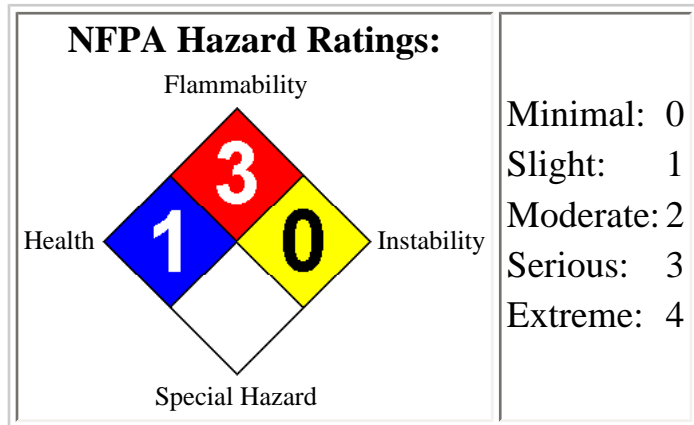 NFPA Hazard Ratings:
Flammability
3
Health 1 0 Instability
Special Hazard
Minimal: 0
Slight: 1
Moderate: 2
Serious: 3
Extreme: 4